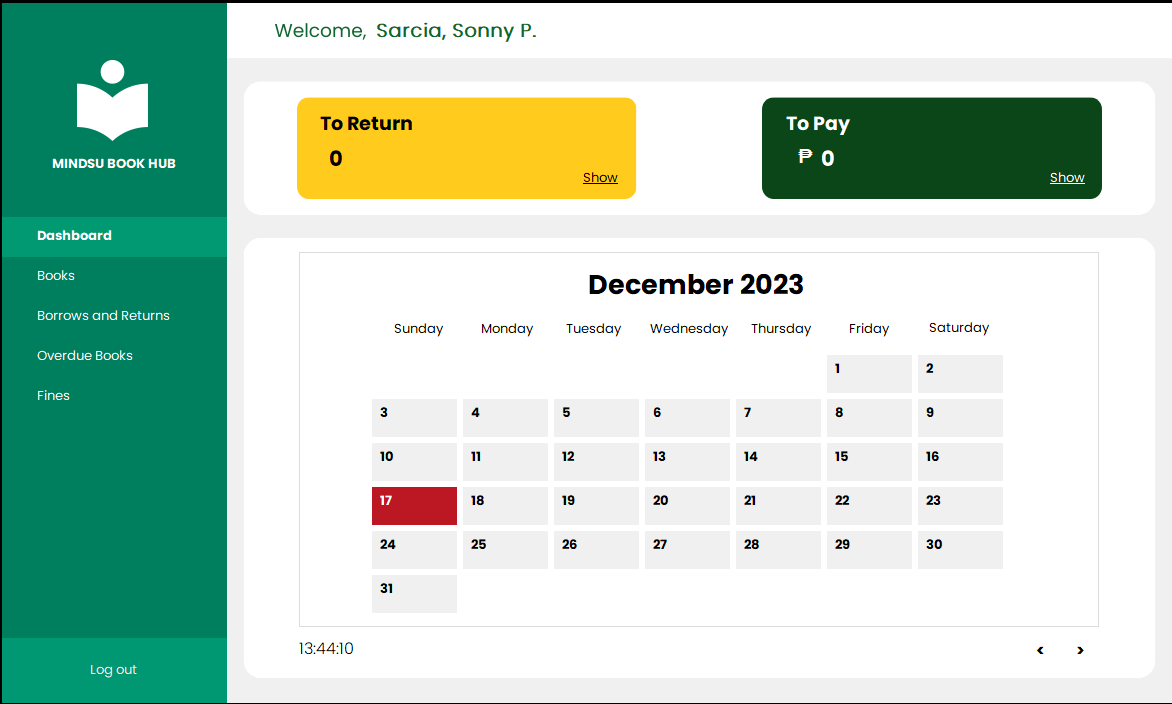 MINDSU BOOK HUB
Dashboard
Books
Borrows and Returns
Overdue Books
Fines
Log out
Welcome, Sarcia, Sonny P.
To Return
0
Show
To Pay
₱ 0
Show
December 2023
Sunday Monday Tuesday Wednesday Thursday Friday Saturday
1 2
3 4 5 6 7 8 9
10 11 12 13 14 15 16
17 18 19 20 21 22 23
24 25 26 27 28 29 30
31
13:44:10
< >